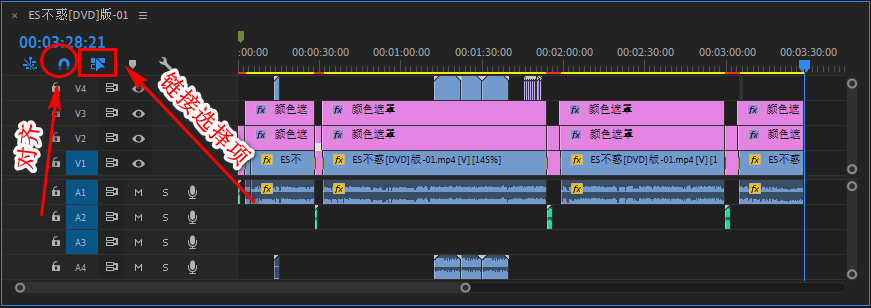 × ES不惑[DVD]版-01 ☰
00:03:28:21
:00:00 00:00:30:00 00:01:00:00 00:01:30:00 00:02:00:00 00:02:30:00 00:03:00:00 00:03:30:00
对齐
链接选择项
V4
V3 fx 颜色遮 fx 颜色遮罩 fx 颜色遮罩 fx 颜色遮
V2 fx 颜色遮 fx 颜色遮罩 fx 颜色遮罩 fx 颜色遮
V1 fx ES不 fx ES不惑[DVD]版-01.mp4 [V] [145%] fx ES不惑[DVD]版-01.mp4 [V] [1 fx ES不惑
A1 M S fx fx fx fx
A2 M S
A3 M S
A4 M S